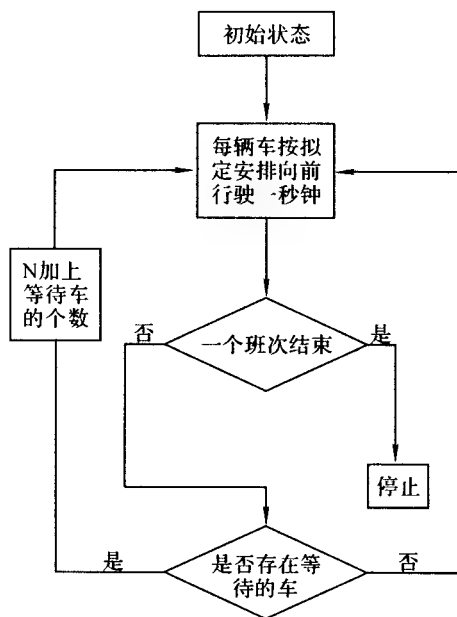 初始状态
每辆车按拟
定安排向前
行驶一秒钟
N加上
等待车
的个数
否
一个班次结束
是
停止
是
是否存在等
待的车
否